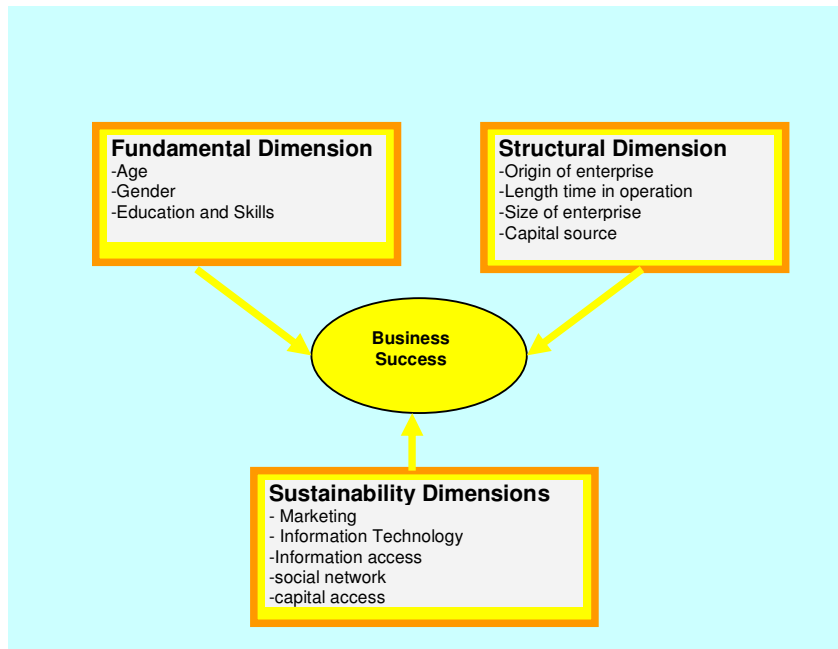 Fundamental Dimension
-Age
-Gender
-Education and Skills
Structural Dimension
-Origin of enterprise
-Length time in operation
-Size of enterprise
-Capital source
Business
Success
Sustainability Dimensions
- Marketing
- Information Technology
-Information access
-social network
-capital access